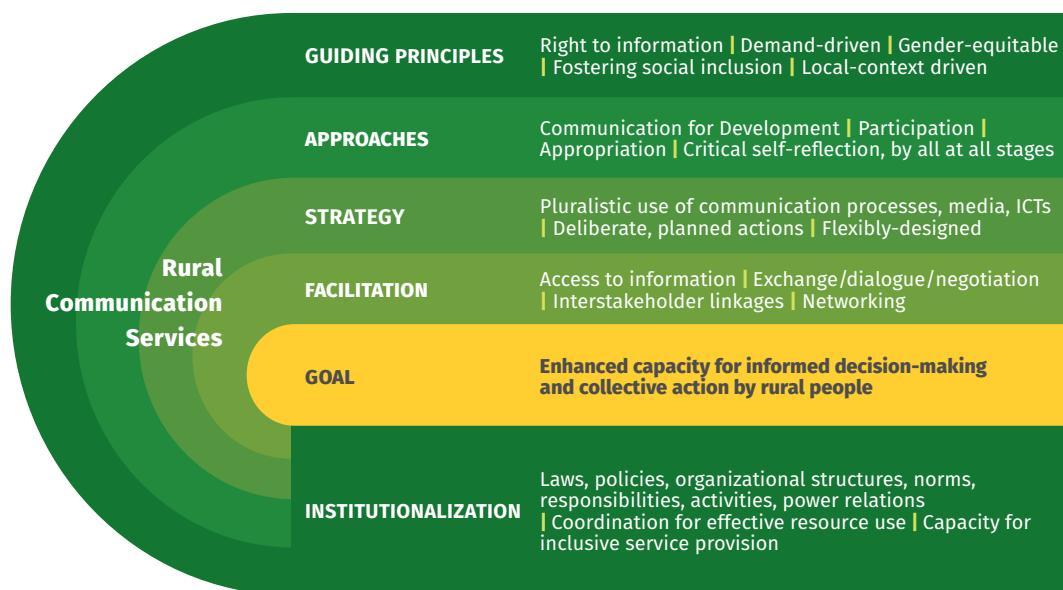 Rural
Communication
Services
GUIDING PRINCIPLES
Right to information | Demand-driven | Gender-equitable
| Fostering social inclusion | Local-context driven
APPROACHES
Communication for Development | Participation |
Appropriation | Critical self-reflection, by all at all stages
STRATEGY
Pluralistic use of communication processes, media, ICTs
| Deliberate, planned actions | Flexibly-designed
FACILITATION
Access to information | Exchange/dialogue/negotiation
| Interstakeholder linkages | Networking
GOAL
Enhanced capacity for informed decision-making
and collective action by rural people
INSTITUTIONALIZATION
Laws, policies, organizational structures, norms,
responsibilities, activities, power relations
| Coordination for effective resource use | Capacity for
inclusive service provision